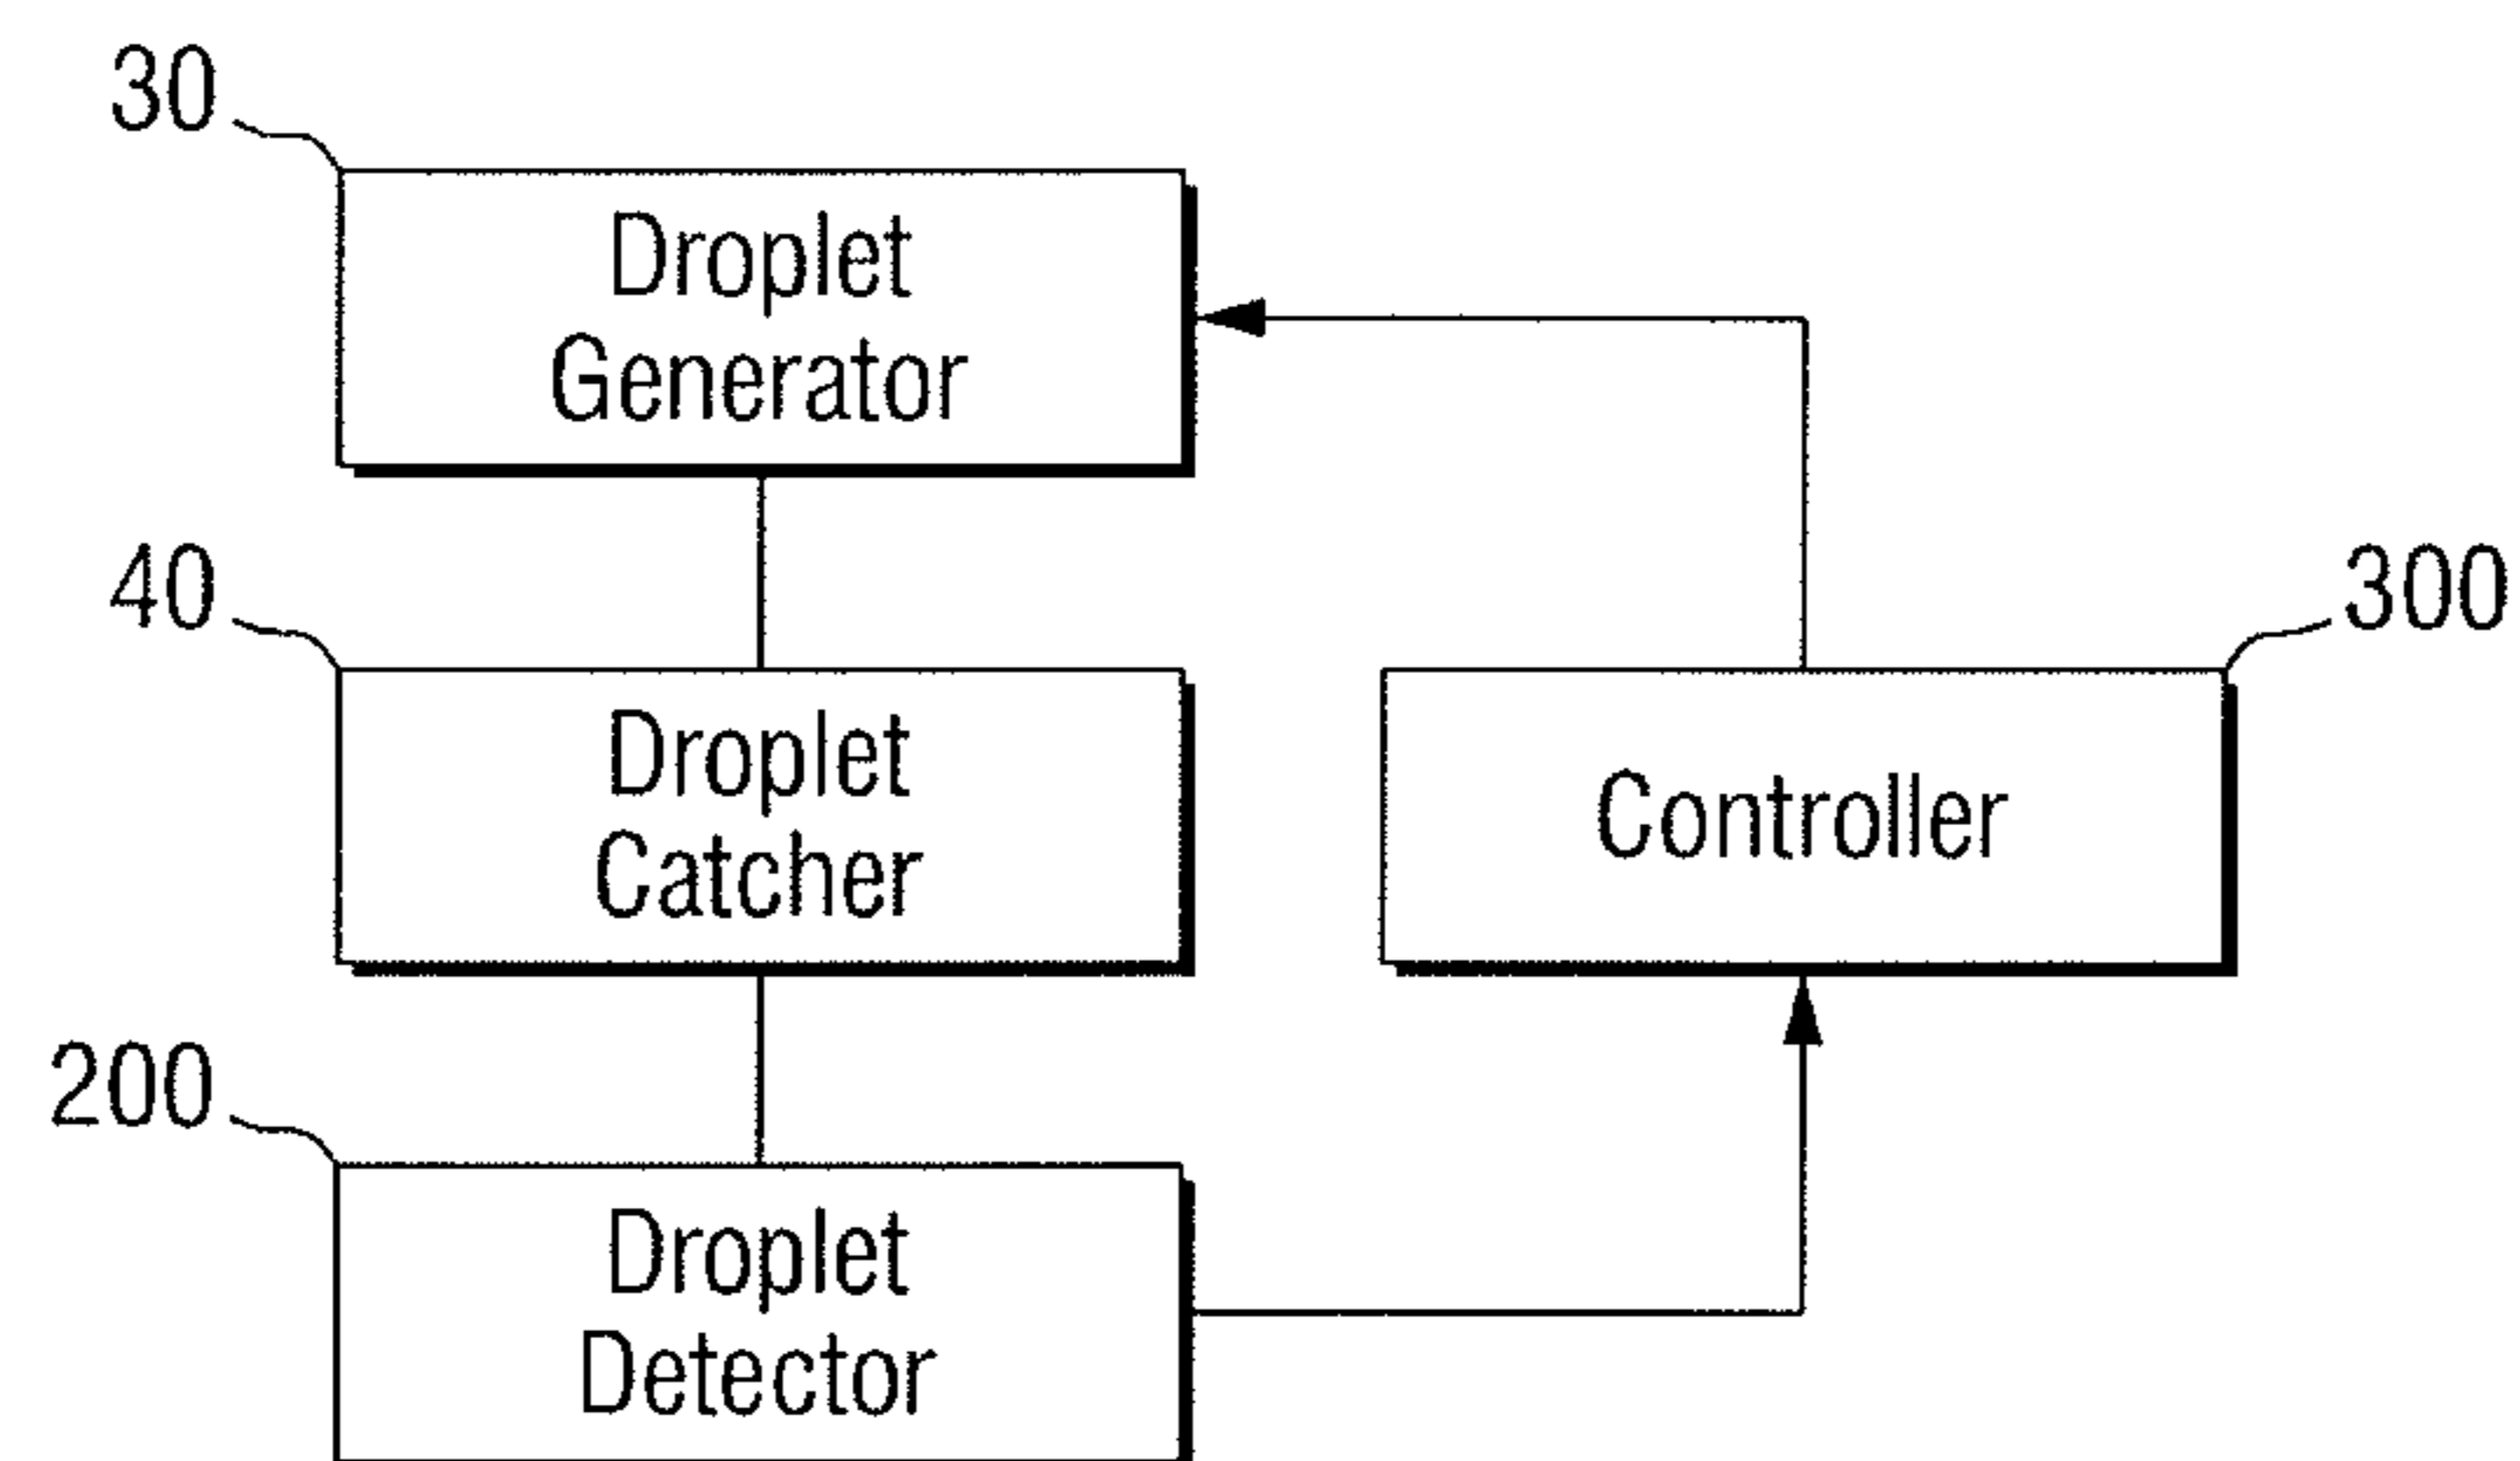 30
Droplet
Generator
40
Droplet
Catcher
300
Controller
200
Droplet
Detector